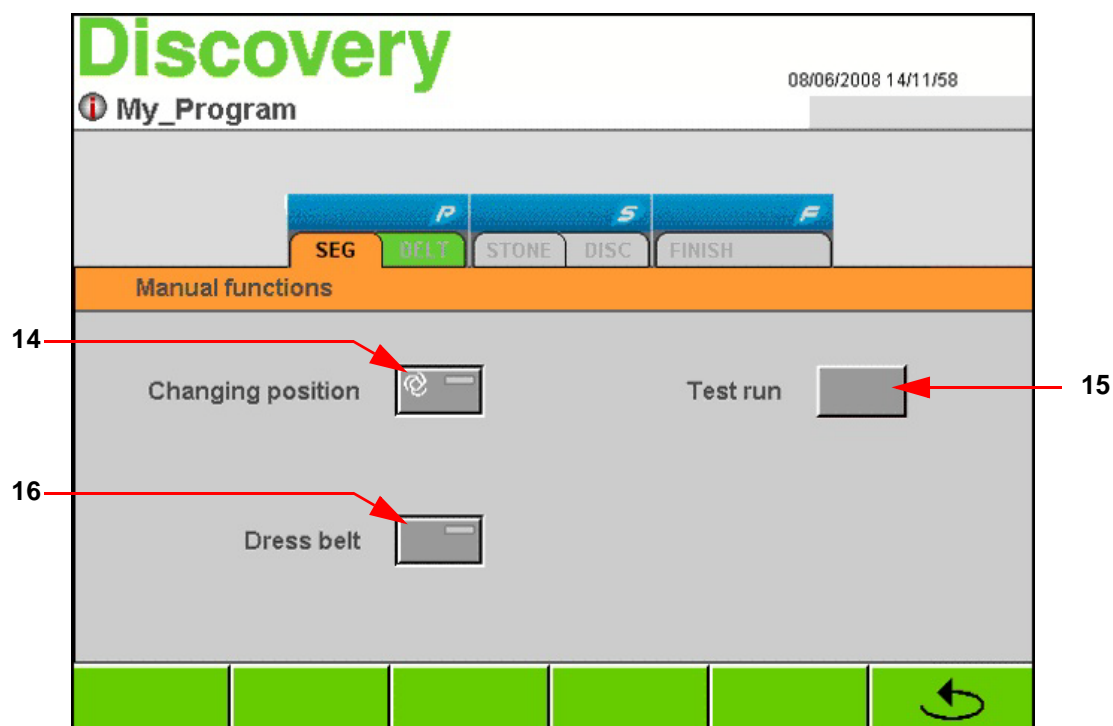 Discovery
08/06/2008 14/11/58
My_Program
P S F
SEG BELT STONE DISC FINISH
Manual functions
14
Changing position
Test run
15
16
Dress belt